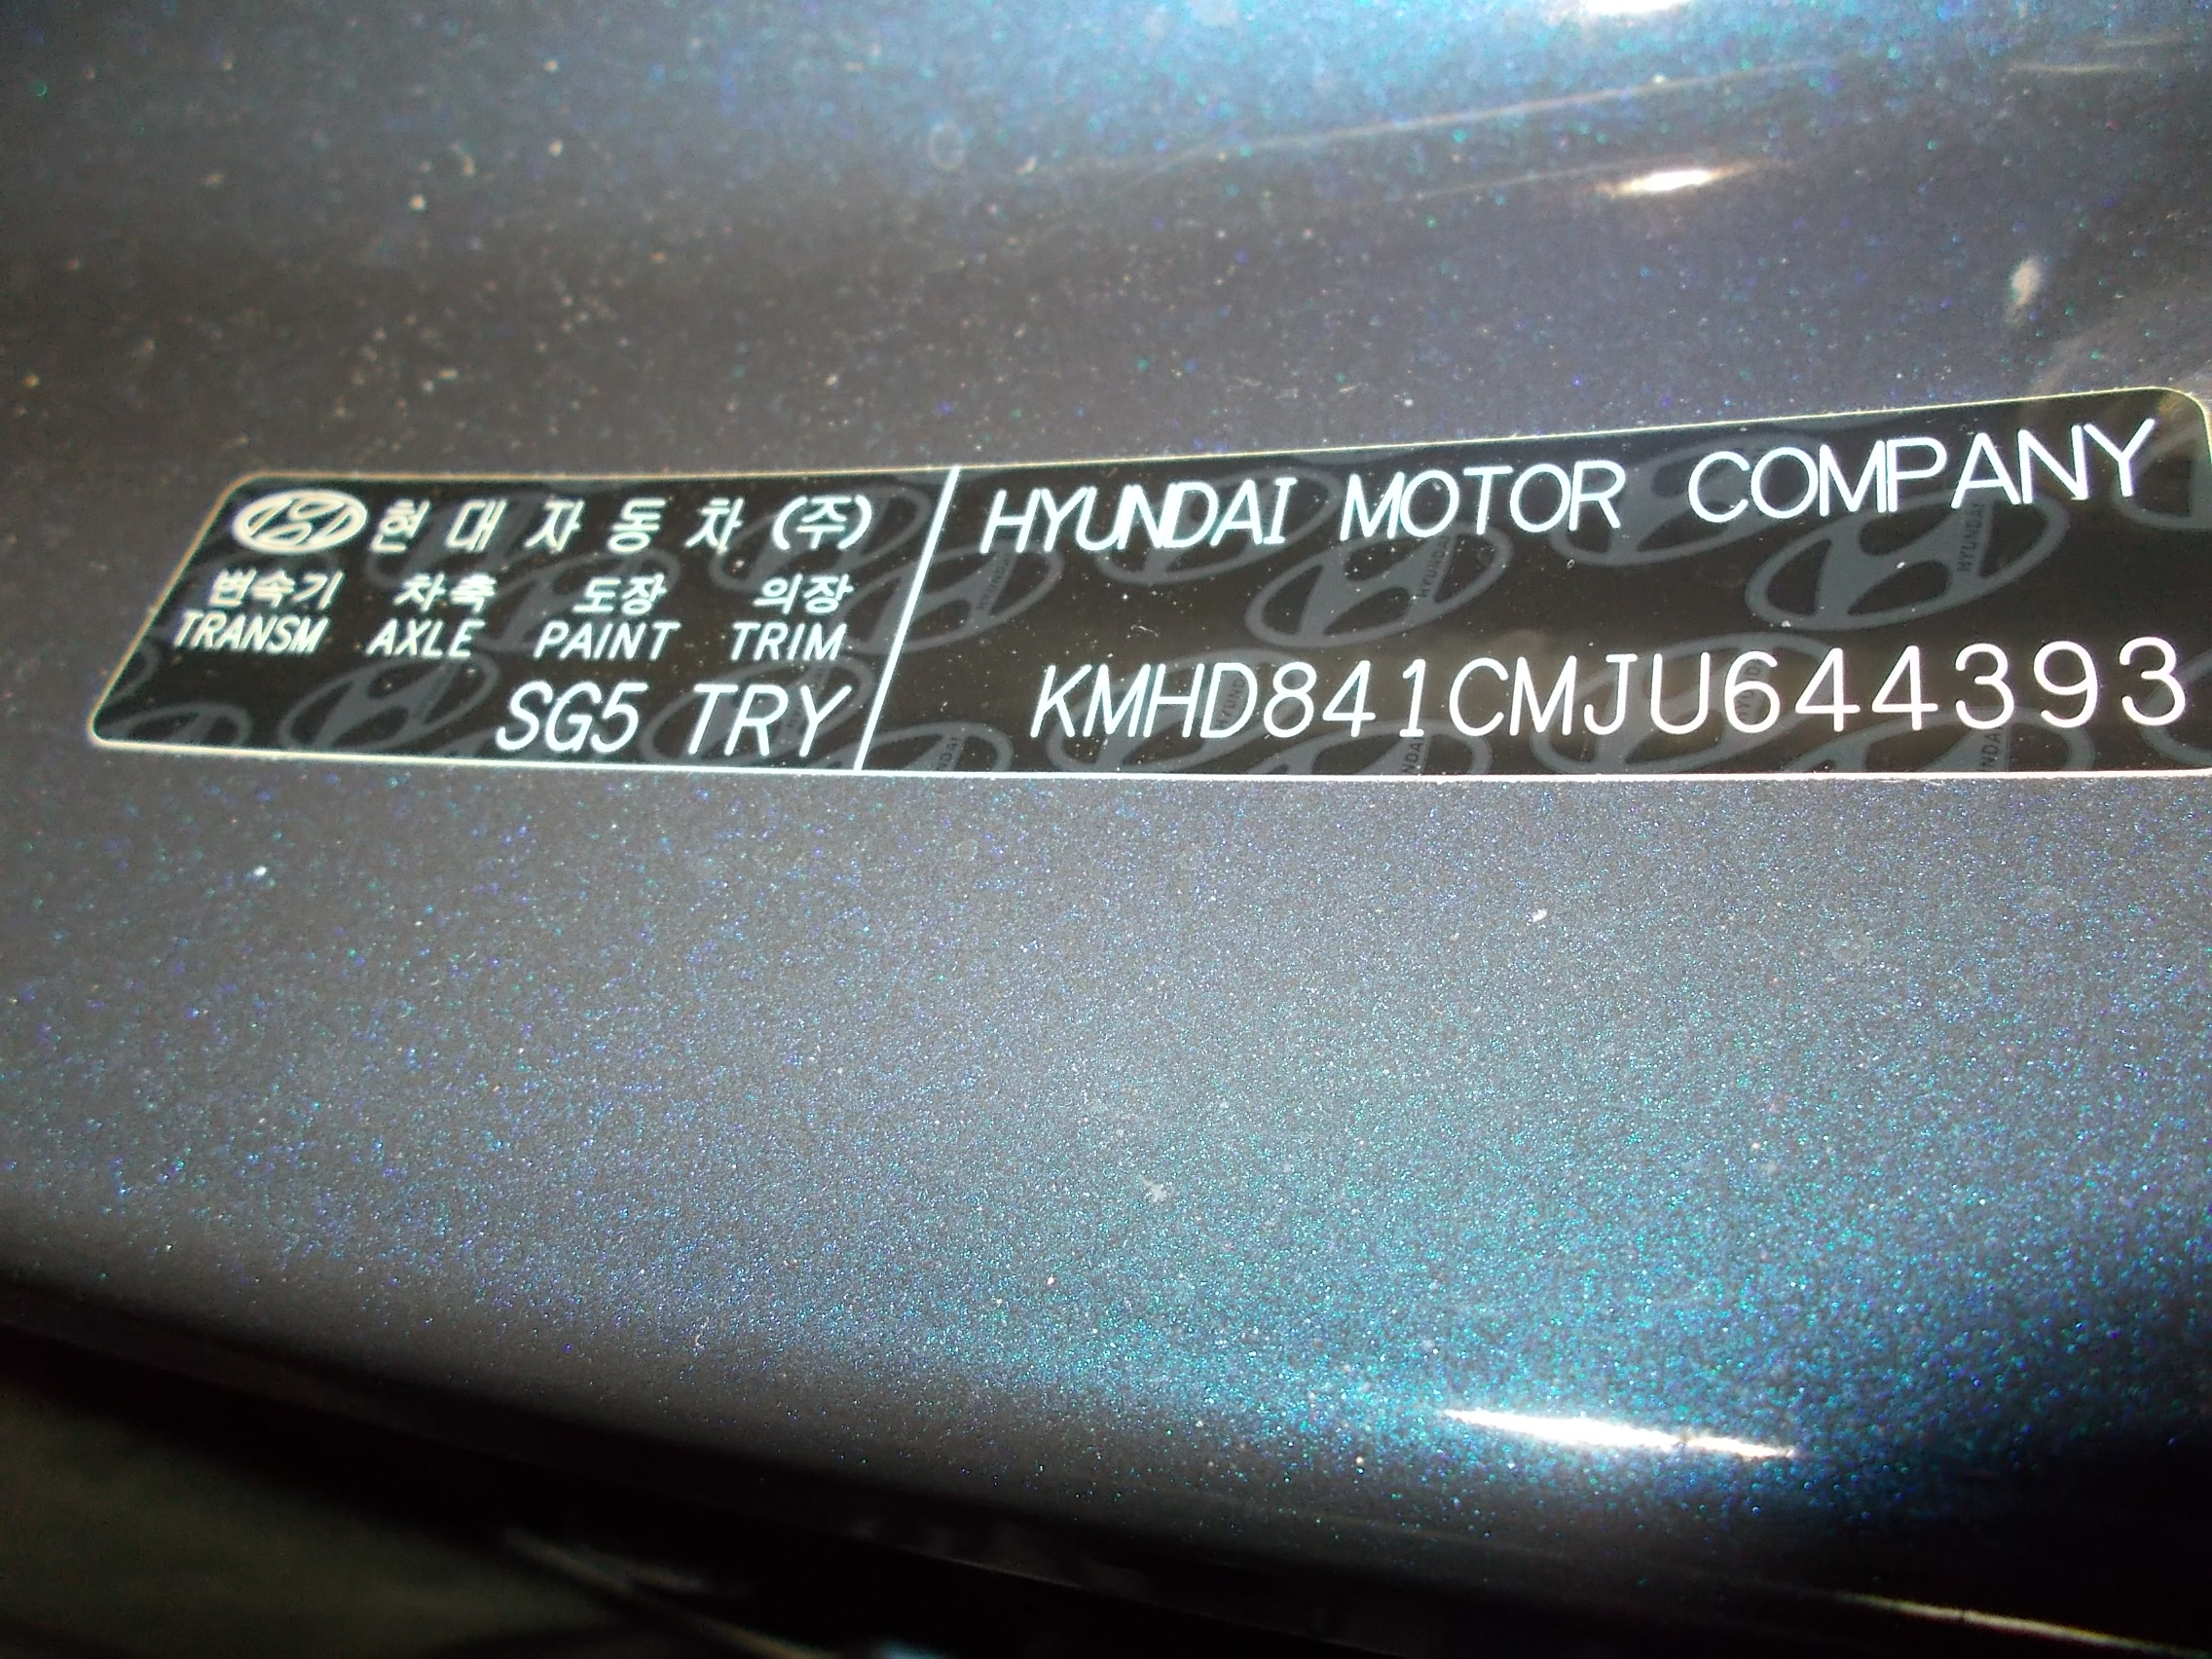 현대자동차(주)
변속기 차축 도장 의장
TRANSM AXLE PAINT TRIM
SG5 TRY
HYUNDAI MOTOR COMPANY
KMHD841CMJU644393